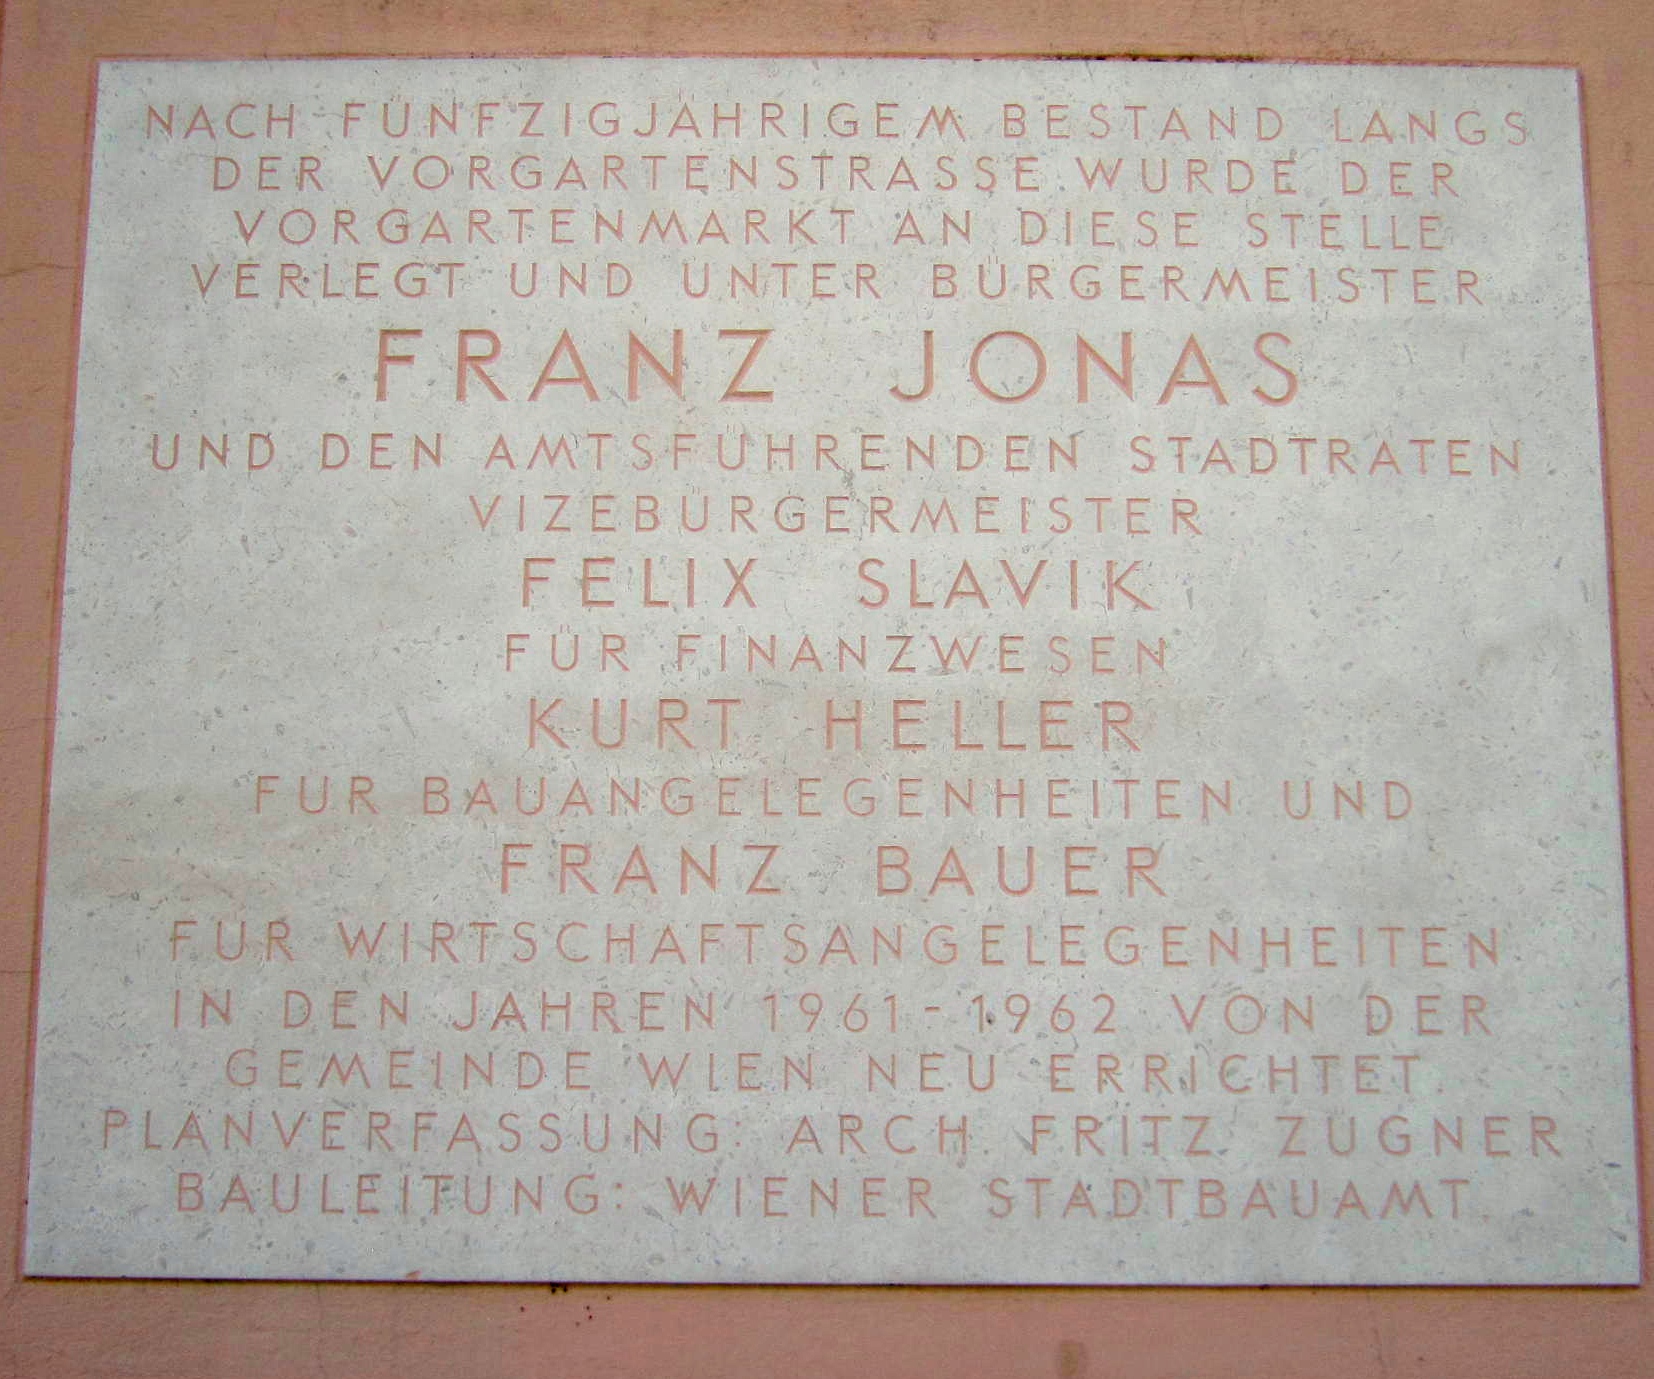 NACH FÜNFZIGJÄHRIGEM BESTAND LÄNGS
DER VORGARTENSTRASSE WURDE DER
VORGARTENMARKT AN DIESE STELLE
VERLEGT UND UNTER BÜRGERMEISTER
FRANZ JONAS
UND DEN AMTSFÜHRENDEN STADTRÄTEN
VIZEBÜRGERMEISTER
FELIX SLAVIK
FÜR FINANZWESEN
KURT HELLER
FÜR BAUANGELEGENHEITEN UND
FRANZ BAUER
FÜR WIRTSCHAFTSANGELEGENHEITEN
IN DEN JAHREN 1961-1962 VON DER
GEMEINDE WIEN NEU ERRICHTET.
PLANVERFASSUNG: ARCH. FRITZ ZÜGNER
BAULEITUNG: WIENER STADTBAUAMT.